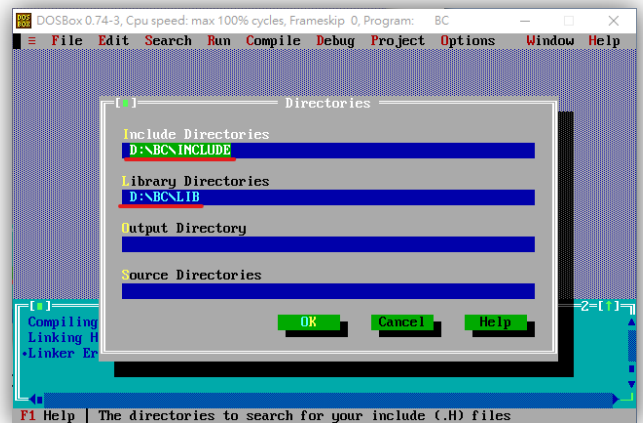 DOSBox 0.74-3, Cpu speed: max 100% cycles, Frameskip 0, Program: BC
≡ File Edit Search Run Compile Debug Project Options Window Help
Directories
Include Directories
D:\BC\INCLUDE
Library Directories
D:\BC\LIB
Output Directory
Source Directories
OK Cancel Help
2=[↑]
Compiling
Linking H
•Linker Er
F1 Help | The directories to search for your include (.H) files